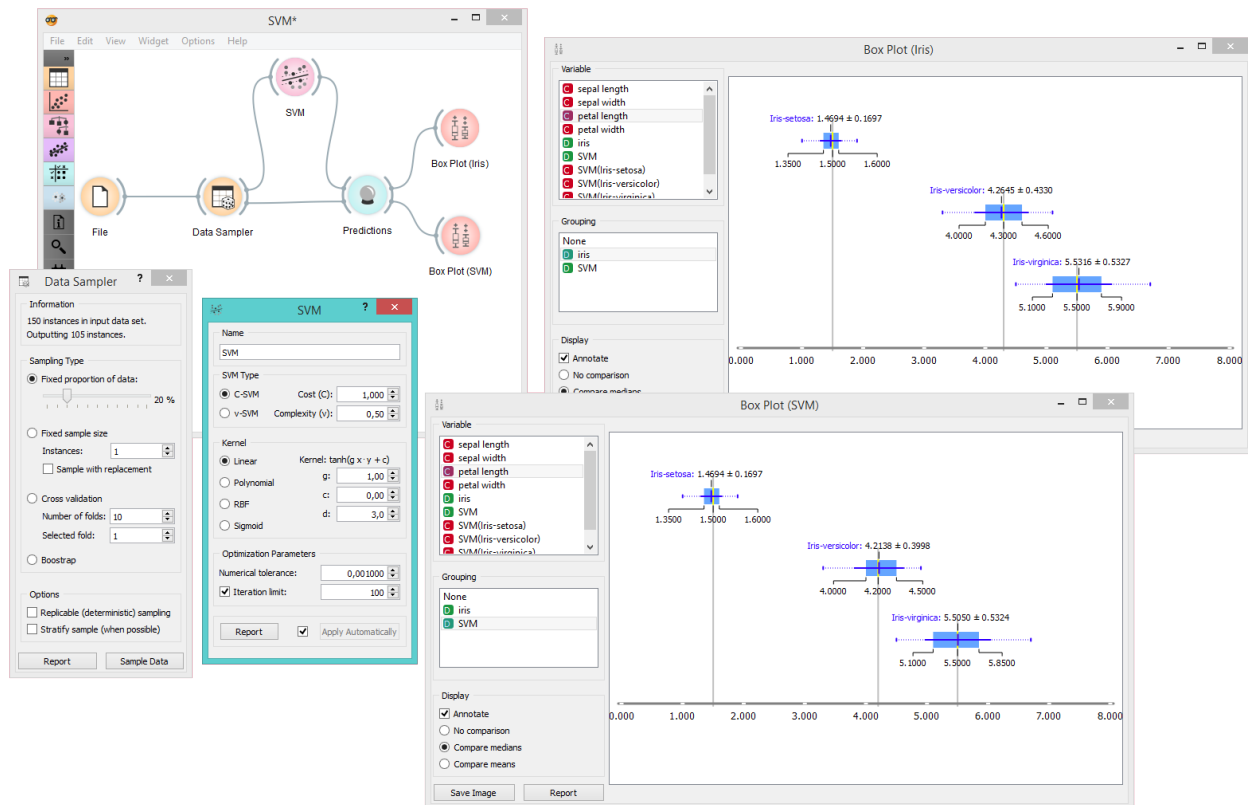 SVM*
File Edit View Widget Options Help
SVM
Box Plot (Iris)
File
Data Sampler
Predictions
Box Plot (SVM)
Box Plot (Iris)
Variable
C sepal length
C sepal width
C petal length
C petal width
D iris
D SVM
C SVM(Iris-setosa)
C SVM(Iris-versicolor)
C SVM(Iris-virginica)
Grouping
None
D iris
D SVM
Display
Annotate
No comparison
Compare medians
Iris-setosa: 1.4694 ± 0.1697
1.3500 1.5000 1.6000
Iris-versicolor: 4.2645 ± 0.4330
4.0000 4.3000 4.6000
Iris-virginica: 5.5316 ± 0.5327
5.1000 5.5000 5.9000
0.000 1.000 2.000 3.000 4.000 5.000 6.000 7.000 8.000
Data Sampler ?
Information
150 instances in input data set.
Outputting 105 instances.
Sampling Type
Fixed proportion of data:
20 %
Fixed sample size
Instances: 1
Sample with replacement
Cross validation
Number of folds: 10
Selected fold: 1
Boostrap
Options
Replicable (deterministic) sampling
Stratify sample (when possible)
Report Sample Data
SVM ?
Name
SVM
SVM Type
C-SVM Cost (C): 1,000
ν-SVM Complexity (ν): 0,50
Kernel
Linear Kernel: tanh(g x·y + c)
Polynomial g: 1,00
RBF c: 0,00
Sigmoid d: 3,0
Optimization Parameters
Numerical tolerance: 0,001000
Iteration limit: 100
Report Apply Automatically
Box Plot (SVM)
Variable
C sepal length
C sepal width
C petal length
C petal width
D iris
D SVM
C SVM(Iris-setosa)
C SVM(Iris-versicolor)
C SVM(Iris-virginica)
Grouping
None
D iris
D SVM
Display
Annotate
No comparison
Compare medians
Compare means
Save Image Report
Iris-setosa: 1.4694 ± 0.1697
1.3500 1.5000 1.6000
Iris-versicolor: 4.2138 ± 0.3998
4.0000 4.2000 4.5000
Iris-virginica: 5.5050 ± 0.5324
5.1000 5.5000 5.8500
0.000 1.000 2.000 3.000 4.000 5.000 6.000 7.000 8.000